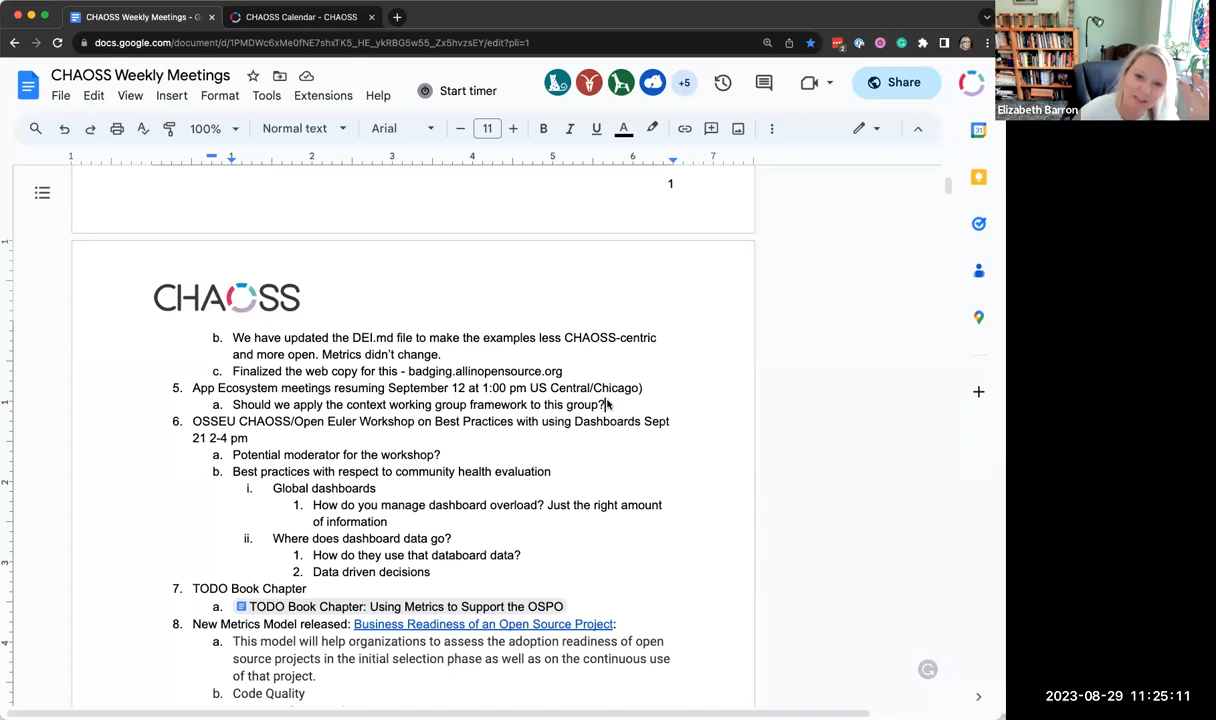 CHAOSS Weekly Meetings - G
CHAOSS Calendar - CHAOSS
docs.google.com/document/d/1PMDWc6xMe0fNE7shxTK5_HE_ykRBG5w55_Zx5hvzsEY/edit?pli=1
2
Elizabeth Barron
CHAOSS Weekly Meetings
File Edit View Insert Format Tools Extensions Help
Start timer
+5
Share
100% Normal text Arial 11 B I U A
31
1 1 2 3 4 5 6 7
1
CHAOSS
b. We have updated the DEI.md file to make the examples less CHAOSS-centric
and more open. Metrics didn't change.
c. Finalized the web copy for this - badging.allinopensource.org
5. App Ecosystem meetings resuming September 12 at 1:00 pm US Central/Chicago)
a. Should we apply the context working group framework to this group?
6. OSSEU CHAOSS/Open Euler Workshop on Best Practices with using Dashboards Sept
21 2-4 pm
a. Potential moderator for the workshop?
b. Best practices with respect to community health evaluation
i. Global dashboards
1. How do you manage dashboard overload? Just the right amount
of information
ii. Where does dashboard data go?
1. How do they use that databoard data?
2. Data driven decisions
7. TODO Book Chapter
a. TODO Book Chapter: Using Metrics to Support the OSPO
8. New Metrics Model released: Business Readiness of an Open Source Project:
a. This model will help organizations to assess the adoption readiness of open
source projects in the initial selection phase as well as on the continuous use
of that project.
b. Code Quality
2023-08-29 11:25:11